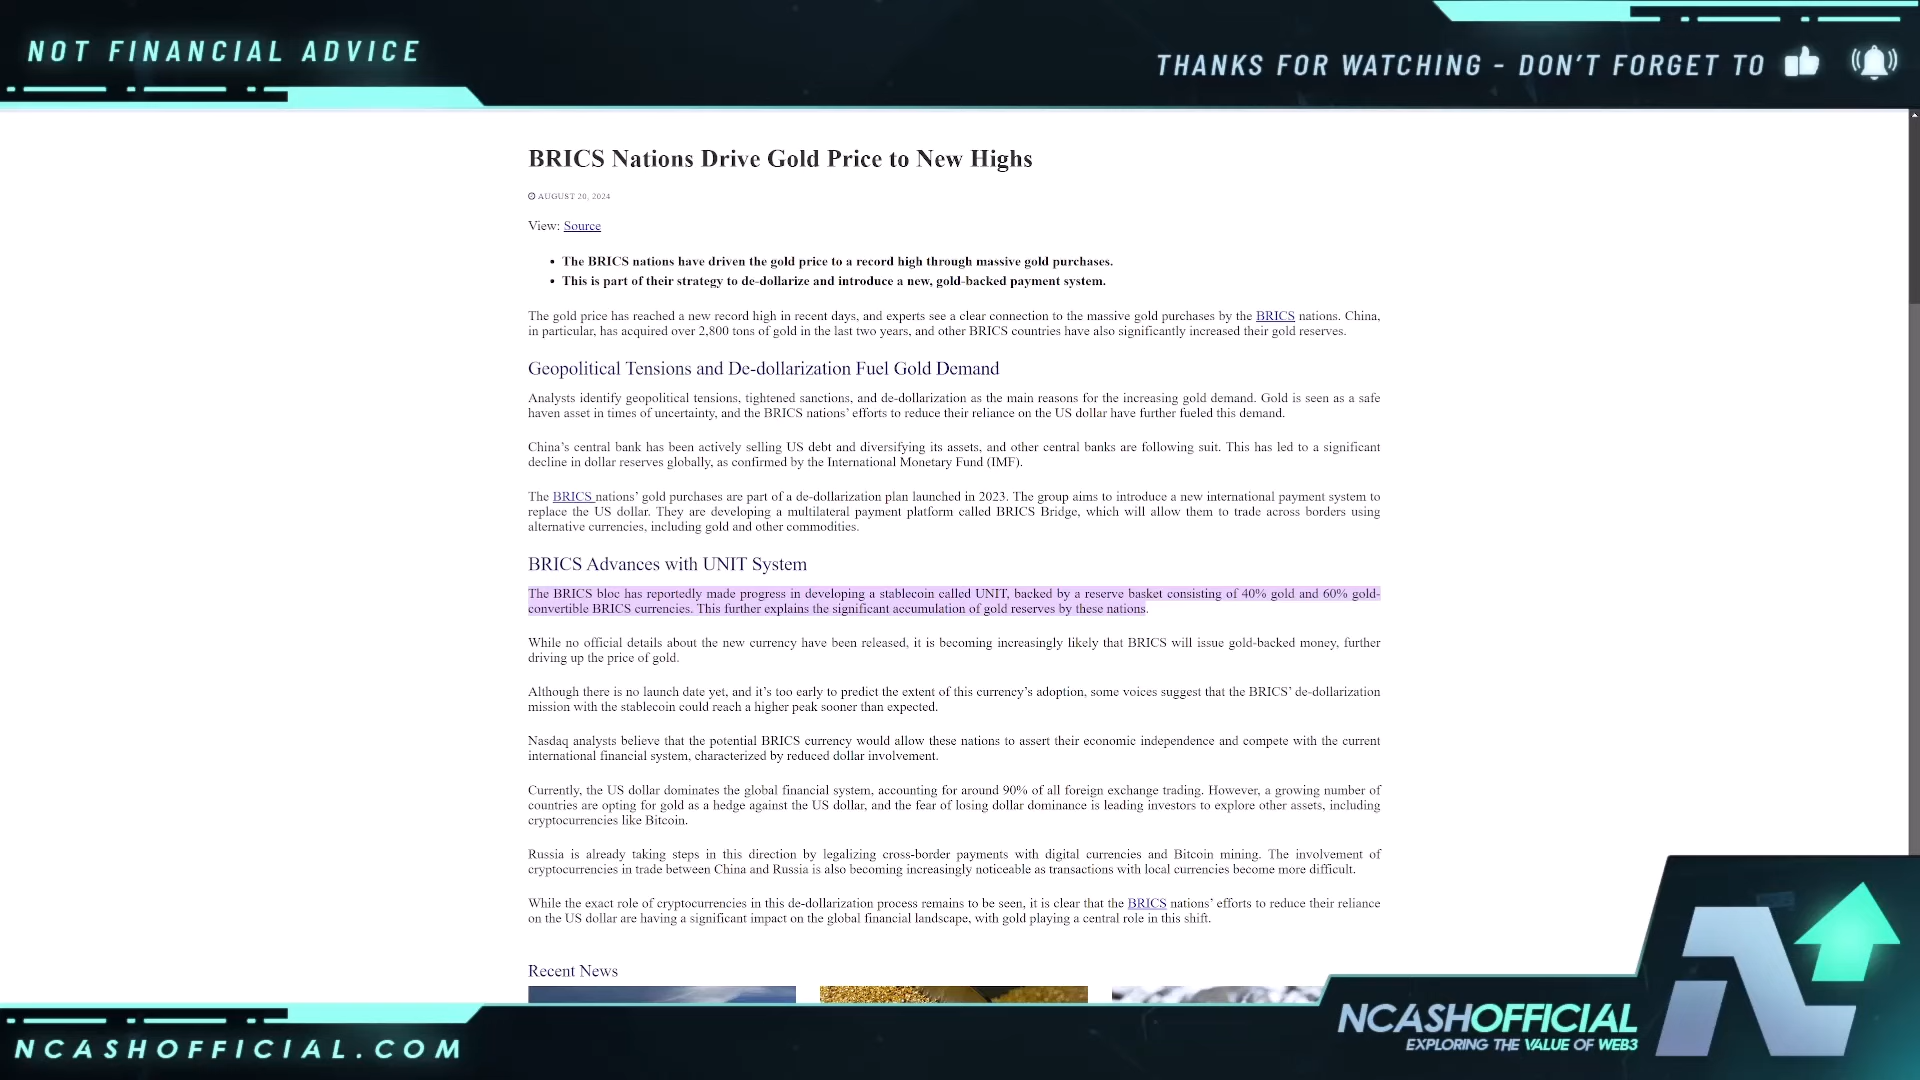 NOT FINANCIAL ADVICE
THANKS FOR WATCHING - DON'T FORGET TO
BRICS Nations Drive Gold Price to New Highs
AUGUST 20, 2024
View: Source
• The BRICS nations have driven the gold price to a record high through massive gold purchases.
• This is part of their strategy to de-dollarize and introduce a new, gold-backed payment system.
The gold price has reached a new record high in recent days, and experts see a clear connection to the massive gold purchases by the BRICS nations. China,
in particular, has acquired over 2,800 tons of gold in the last two years, and other BRICS countries have also significantly increased their gold reserves.
Geopolitical Tensions and De-dollarization Fuel Gold Demand
Analysts identify geopolitical tensions, tightened sanctions, and de-dollarization as the main reasons for the increasing gold demand. Gold is seen as a safe
haven asset in times of uncertainty, and the BRICS nations’ efforts to reduce their reliance on the US dollar have further fueled this demand.
China’s central bank has been actively selling US debt and diversifying its assets, and other central banks are following suit. This has led to a significant
decline in dollar reserves globally, as confirmed by the International Monetary Fund (IMF).
The BRICS nations’ gold purchases are part of a de-dollarization plan launched in 2023. The group aims to introduce a new international payment system to
replace the US dollar. They are developing a multilateral payment platform called BRICS Bridge, which will allow them to trade across borders using
alternative currencies, including gold and other commodities.
BRICS Advances with UNIT System
The BRICS bloc has reportedly made progress in developing a stablecoin called UNIT, backed by a reserve basket consisting of 40% gold and 60% gold-
convertible BRICS currencies. This further explains the significant accumulation of gold reserves by these nations.
While no official details about the new currency have been released, it is becoming increasingly likely that BRICS will issue gold-backed money, further
driving up the price of gold.
Although there is no launch date yet, and it’s too early to predict the extent of this currency’s adoption, some voices suggest that the BRICS’ de-dollarization
mission with the stablecoin could reach a higher peak sooner than expected.
Nasdaq analysts believe that the potential BRICS currency would allow these nations to assert their economic independence and compete with the current
international financial system, characterized by reduced dollar involvement.
Currently, the US dollar dominates the global financial system, accounting for around 90% of all foreign exchange trading. However, a growing number of
countries are opting for gold as a hedge against the US dollar, and the fear of losing dollar dominance is leading investors to explore other assets, including
cryptocurrencies like Bitcoin.
Russia is already taking steps in this direction by legalizing cross-border payments with digital currencies and Bitcoin mining. The involvement of
cryptocurrencies in trade between China and Russia is also becoming increasingly noticeable as transactions with local currencies become more difficult.
While the exact role of cryptocurrencies in this de-dollarization process remains to be seen, it is clear that the BRICS nations’ efforts to reduce their reliance
on the US dollar are having a significant impact on the global financial landscape, with gold playing a central role in this shift.
Recent News
NCASHOFFICIAL
EXPLORING THE VALUE OF WEB3
NCASHOFFICIAL.COM